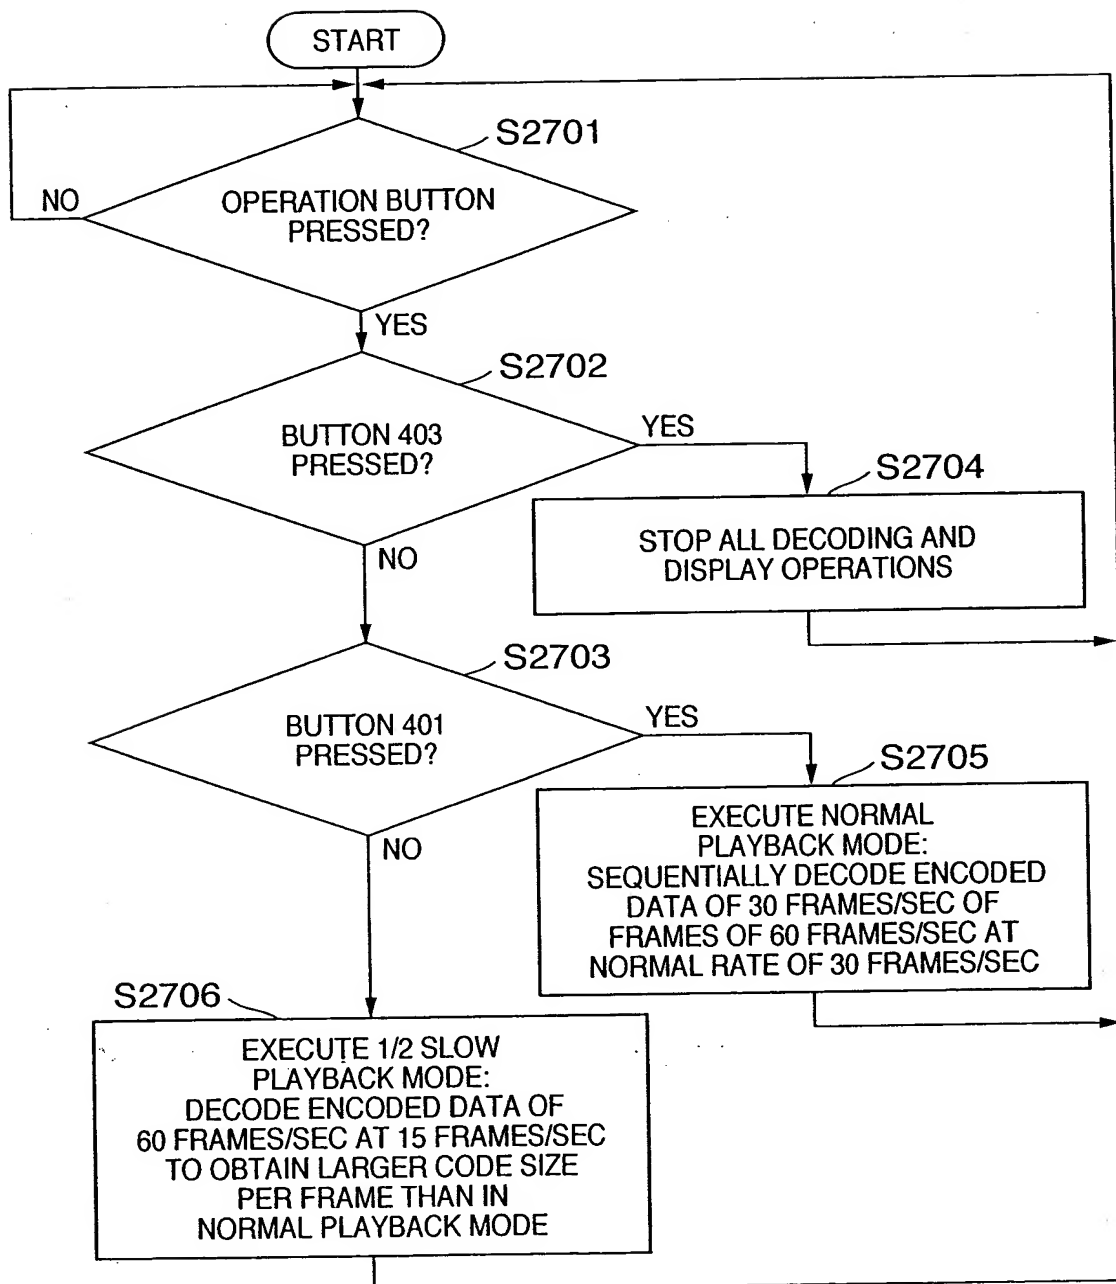 START
S2701
OPERATION BUTTON
PRESSED?
NO
YES
S2702
BUTTON 403
PRESSED?
YES
NO
S2704
STOP ALL DECODING AND
DISPLAY OPERATIONS
S2703
BUTTON 401
PRESSED?
YES
NO
S2705
EXECUTE NORMAL
PLAYBACK MODE:
SEQUENTIALLY DECODE ENCODED
DATA OF 30 FRAMES/SEC OF
FRAMES OF 60 FRAMES/SEC AT
NORMAL RATE OF 30 FRAMES/SEC
S2706
EXECUTE 1/2 SLOW
PLAYBACK MODE:
DECODE ENCODED DATA OF
60 FRAMES/SEC AT 15 FRAMES/SEC
TO OBTAIN LARGER CODE SIZE
PER FRAME THAN IN
NORMAL PLAYBACK MODE